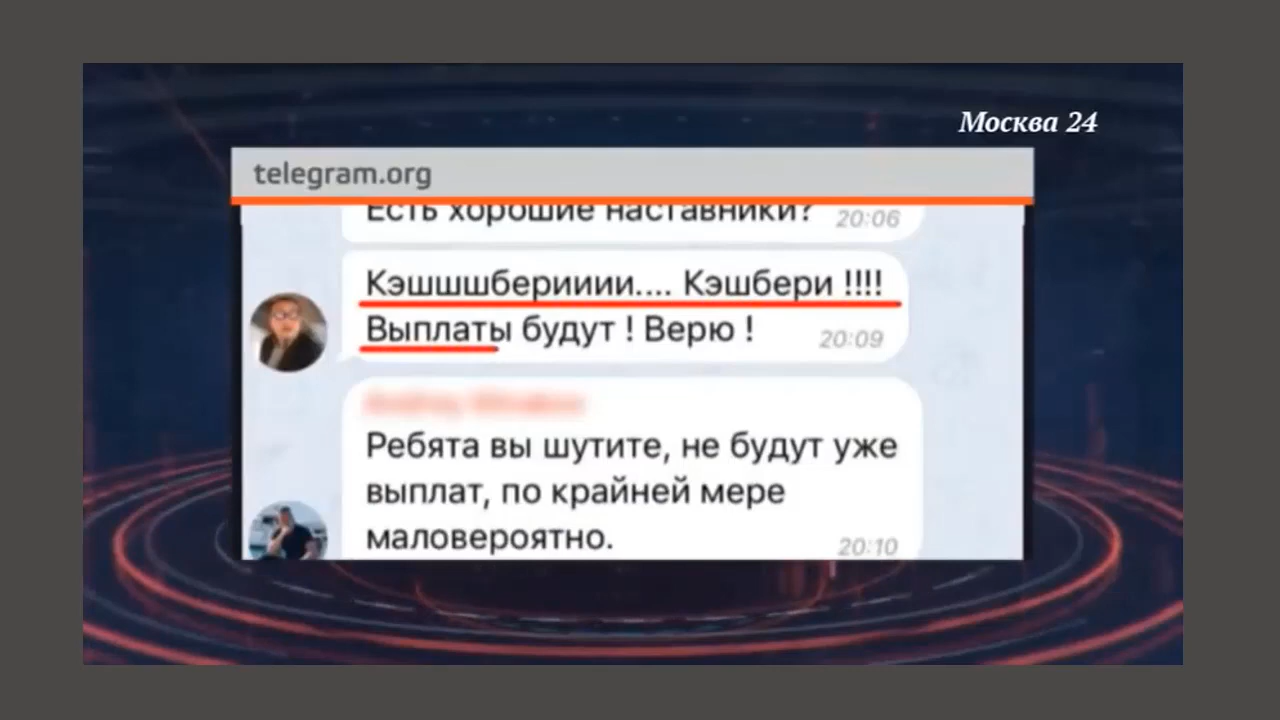 Москва 24
telegram.org
Есть хорошие наставники? 20:06
Кэшшшбериии.... Кэшбери !!!!
Выплаты будут ! Верю ! 20:09
Ребята вы шутите, не будут уже
выплат, по крайней мере
маловероятно. 20:10